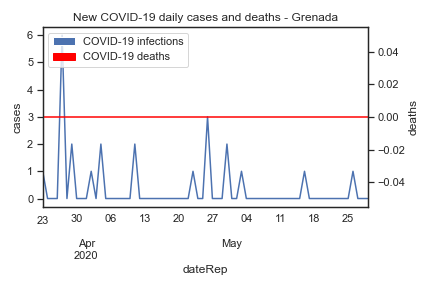 New COVID-19 daily cases and deaths - Grenada
COVID-19 infections
COVID-19 deaths
cases
6
5
4
3
2
1
0
deaths
0.04
0.02
0.00
−0.02
−0.04
23 30 06 13 20 27 04 11 18 25
Apr May
2020
dateRep